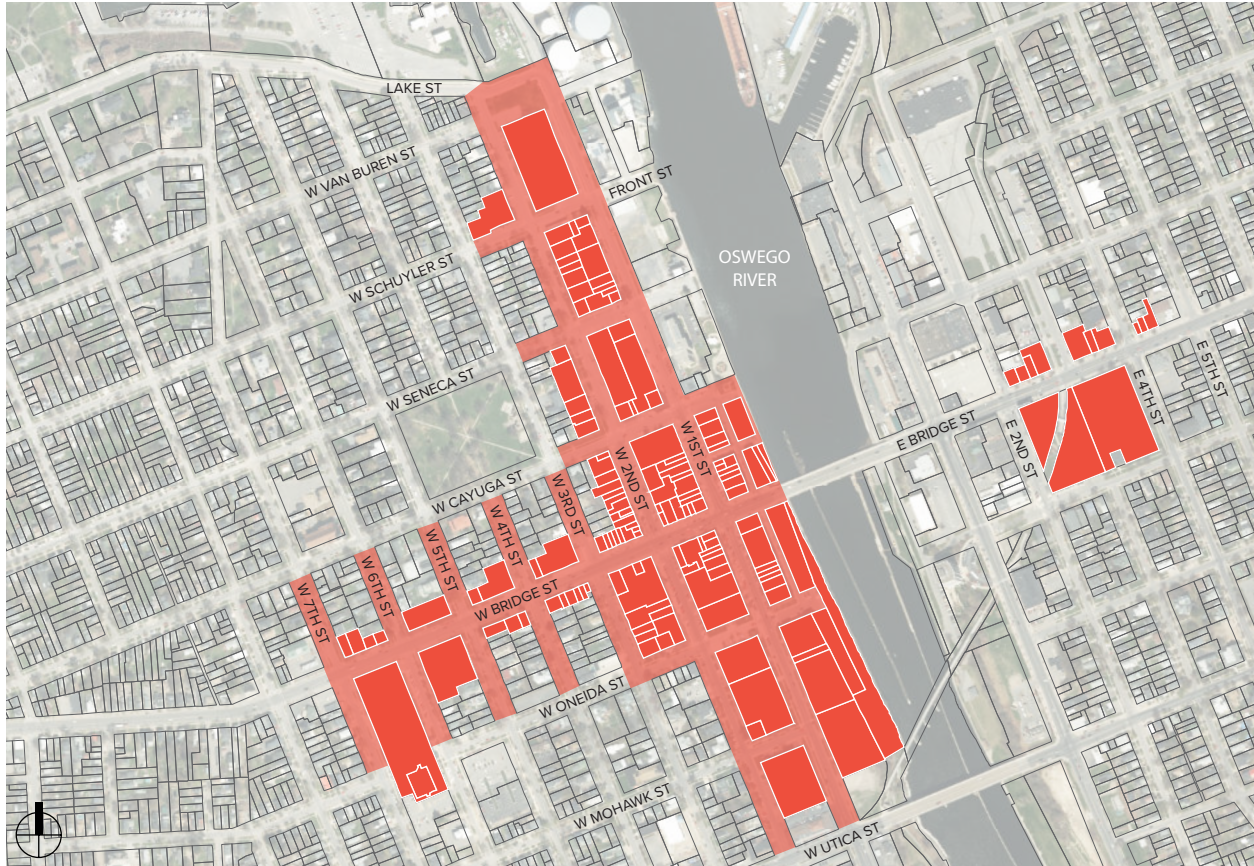 LAKE ST
W VAN BUREN ST
FRONT ST
W SCHUYLER ST
OSWEGO
RIVER
W SENECA ST
E 5TH ST
E 4TH ST
E BRIDGE ST
E 2ND ST
W 1ST ST
W 2ND ST
W CAYUGA ST
W 3RD ST
W 4TH ST
W 5TH ST
W 6TH ST
W 7TH ST
W BRIDGE ST
W ONEIDA ST
W MOHAWK ST
W UTICA ST